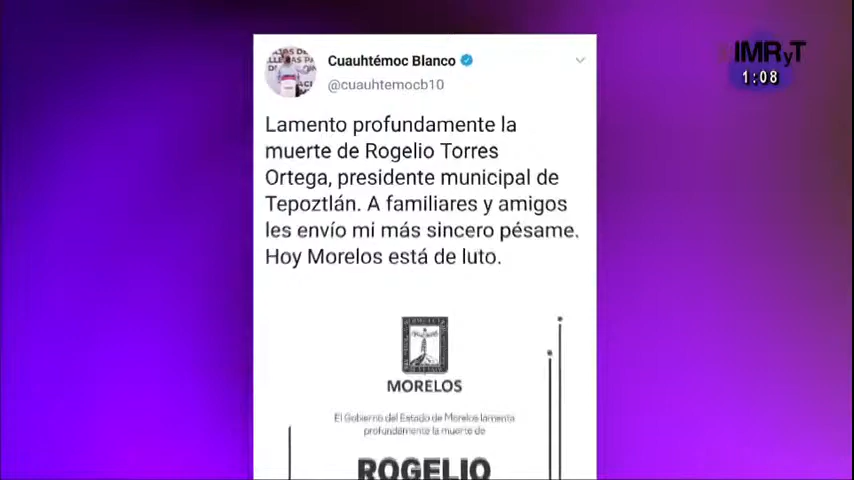 IMRyT
1:08
Cuauhtémoc Blanco
@cuauhtemocb10
Lamento profundamente la
muerte de Rogelio Torres
Ortega, presidente municipal de
Tepoztlán. A familiares y amigos
les envío mi más sincero pésame.
Hoy Morelos está de luto.
MORELOS
El Gobierno del Estado de Morelos lamenta
profundamente la muerte de
ROGELIO